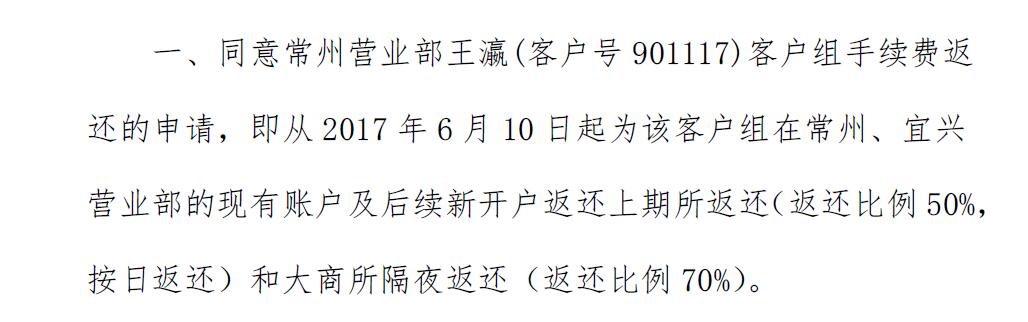 一、同意常州营业部王瀛(客户号 901117)客户组手续费返
还的申请，即从 2017 年 6 月 10 日起为该客户组在常州、宜兴
营业部的现有账户及后续新开户返还上期所返还（返还比例 50%，
按日返还）和大商所隔夜返还（返还比例 70%）。